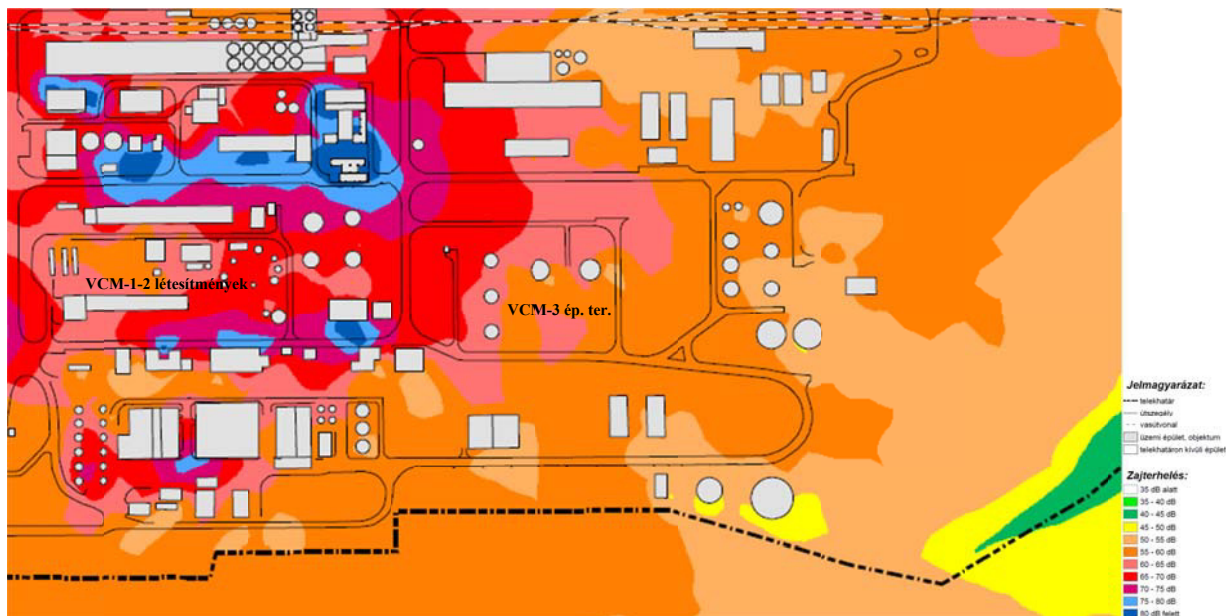 VCM-1-2 létesítmények
VCM-3 ép. ter.
Jelmagyarázat:
telekhatár
útszegély
vasútvonal
üzemi épület, objektum
telekhatáron kívüli épület
Zajterhelés:
35 dB alatt
35 - 40 dB
40 - 45 dB
45 - 50 dB
50 - 55 dB
55 - 60 dB
60 - 65 dB
65 - 70 dB
70 - 75 dB
75 - 80 dB
80 dB felett